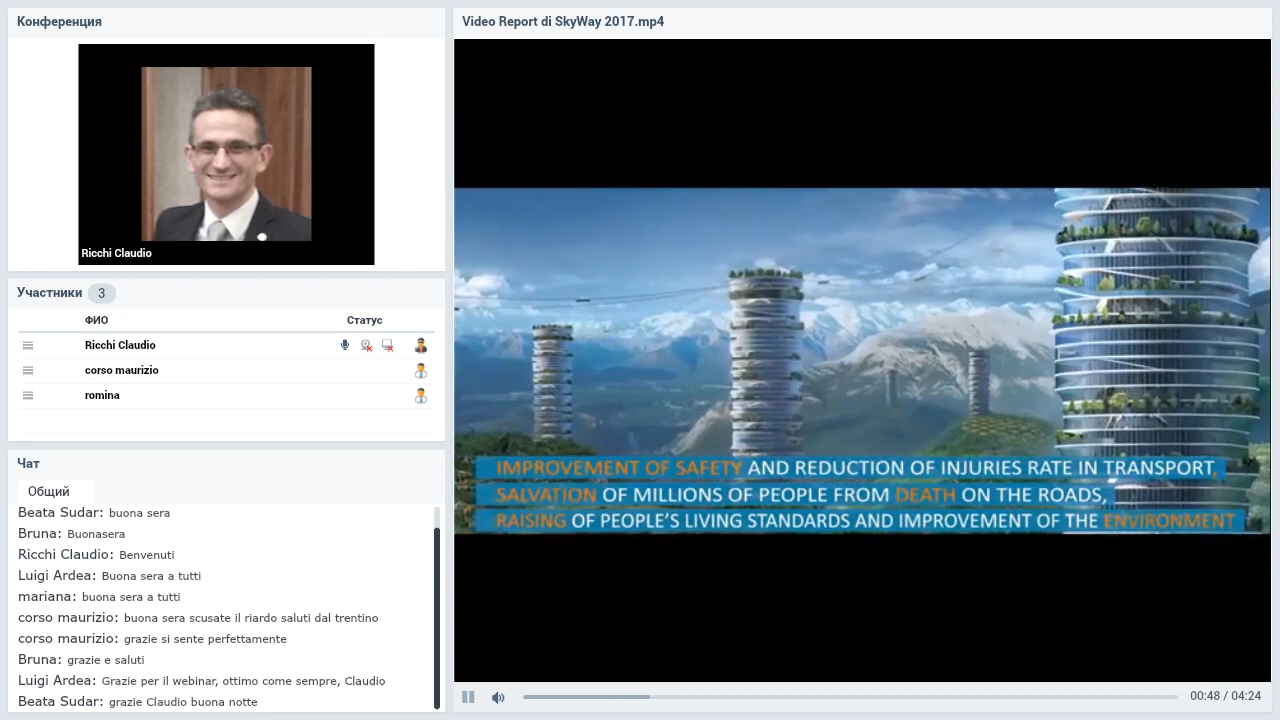 Конференция
Ricchi Claudio
Участники 3
ФИО Статус
Ricchi Claudio
corso maurizio
romina
Чат
Общий
Beata Sudar: buona sera
Bruna: Buonasera
Ricchi Claudio: Benvenuti
Luigi Ardea: Buona sera a tutti
mariana: buona sera a tutti
corso maurizio: buona sera scusate il riardo saluti dal trentino
corso maurizio: grazie si sente perfettamente
Bruna: grazie e saluti
Luigi Ardea: Grazie per il webinar, ottimo come sempre, Claudio
Beata Sudar: grazie Claudio buona notte
Video Report di SkyWay 2017.mp4
IMPROVEMENT OF SAFETY AND REDUCTION OF INJURIES RATE IN TRANSPORT,
SALVATION OF MILLIONS OF PEOPLE FROM DEATH ON THE ROADS,
RAISING OF PEOPLE'S LIVING STANDARDS AND IMPROVEMENT OF THE ENVIRONMENT
00:48 / 04:24